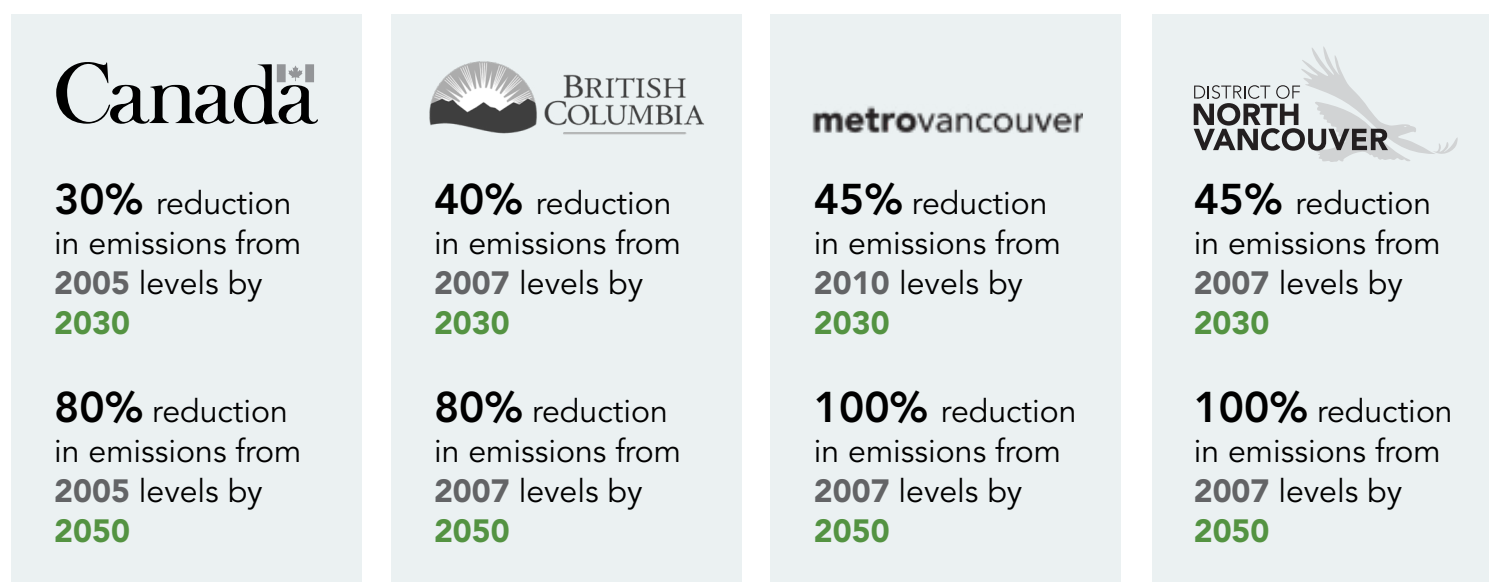 Canada
30% reduction
in emissions from
2005 levels by
2030
80% reduction
in emissions from
2005 levels by
2050
BRITISH
COLUMBIA
40% reduction
in emissions from
2007 levels by
2030
80% reduction
in emissions from
2007 levels by
2050
metrovancouver
45% reduction
in emissions from
2010 levels by
2030
100% reduction
in emissions from
2007 levels by
2050
DISTRICT OF
NORTH
VANCOUVER
45% reduction
in emissions from
2007 levels by
2030
100% reduction
in emissions from
2007 levels by
2050